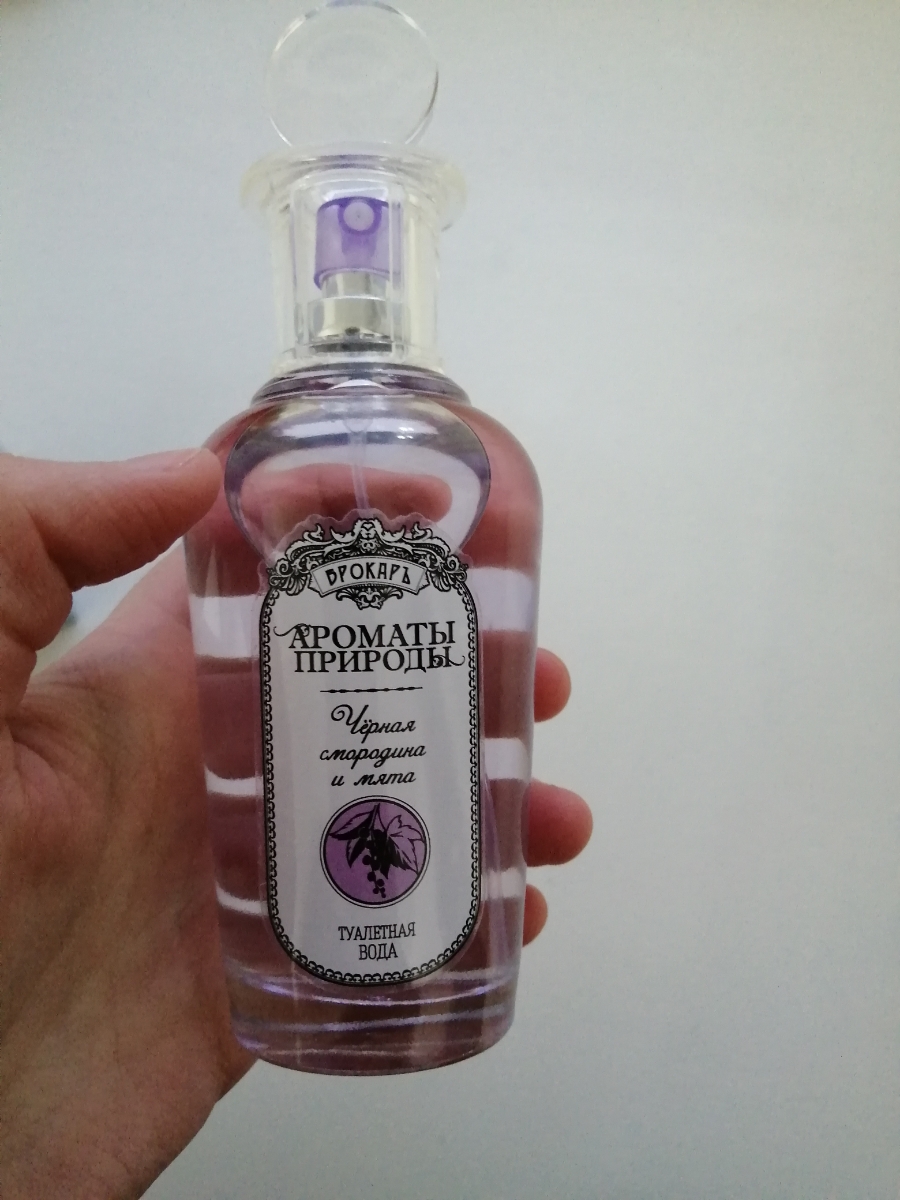 БРОКАРЪ
АРОМАТЫ
ПРИРОДЫ
Чёрная
смородина
и мята
ТУАЛЕТНАЯ
ВОДА